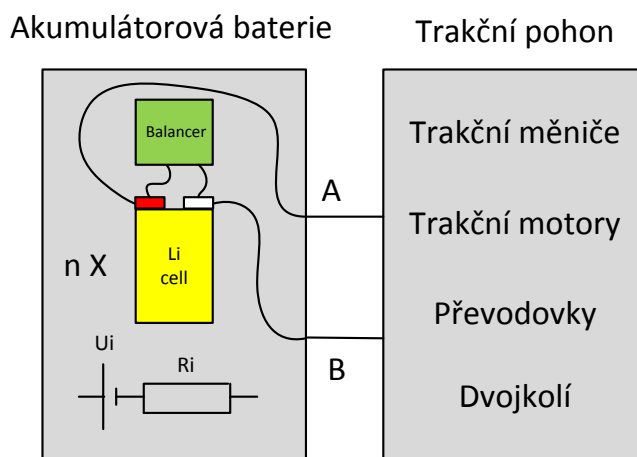 Akumulátorová baterie
Trakční pohon
Balancer
Trakční měniče
A
Trakční motory
Li
cell
n X
Převodovky
Ui
Ri
B
Dvojkolí